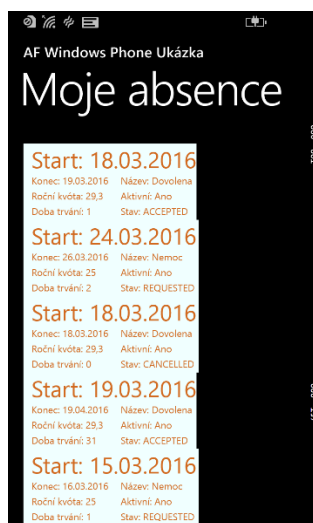 AF Windows Phone Ukázka
Moje absence
Start: 18.03.2016
Konec: 19.03.2016 Název: Dovolena
Roční kvóta: 29,3 Aktivní: Ano
Doba trvání: 1 Stav: ACCEPTED
Start: 24.03.2016
Konec: 26.03.2016 Název: Nemoc
Roční kvóta: 25 Aktivní: Ano
Doba trvání: 2 Stav: REQUESTED
Start: 18.03.2016
Konec: 18.03.2016 Název: Dovolena
Roční kvóta: 29,3 Aktivní: Ano
Doba trvání: 0 Stav: CANCELLED
Start: 19.03.2016
Konec: 19.04.2016 Název: Dovolena
Roční kvóta: 29,3 Aktivní: Ano
Doba trvání: 31 Stav: ACCEPTED
Start: 15.03.2016
Konec: 16.03.2016 Název: Nemoc
Roční kvóta: 25 Aktivní: Ano
Doba trvání: 1 Stav: REQUESTED